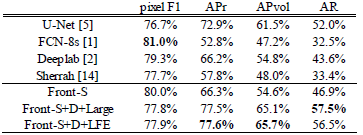 pixel F1 APr APvol AR
U-Net [5] 76.7% 72.9% 61.5% 52.0%
FCN-8s [1] 81.0% 52.8% 47.2% 32.5%
Deeplab [2] 79.3% 66.2% 54.8% 43.6%
Sherrah [14] 77.7% 57.8% 48.0% 33.4%
Front-S 80.0% 66.3% 54.6% 46.9%
Front-S+D+Large 77.8% 77.5% 65.1% 57.5%
Front-S+D+LFE 77.9% 77.6% 65.7% 56.5%